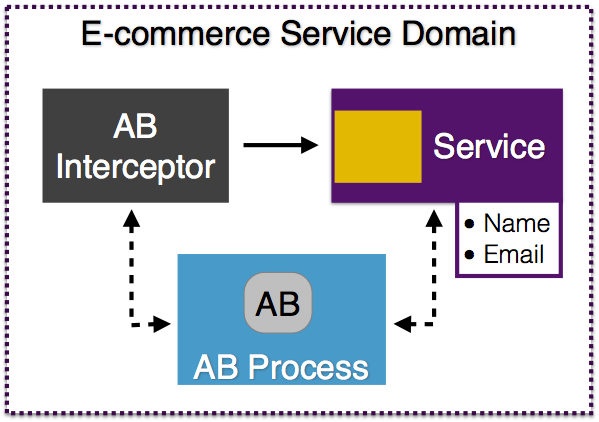 E-commerce Service Domain
AB
Interceptor
Service
• Name
• Email
AB
AB Process